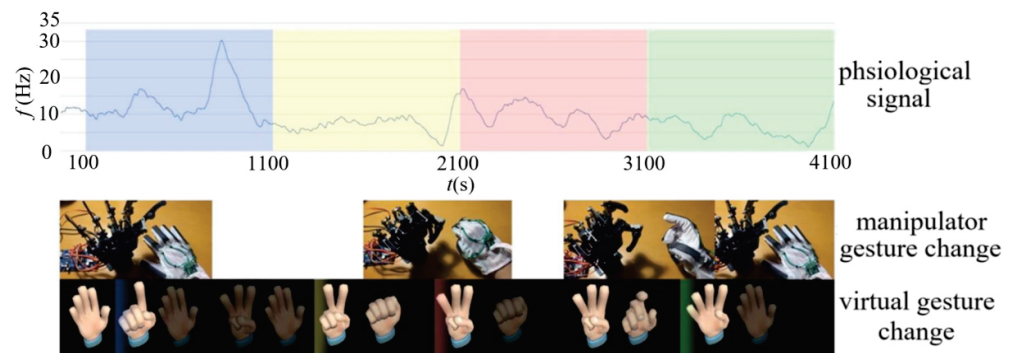 35
30
20
10
0
f(Hz)
100 1100 2100 3100 4100
t(s)
phsiological
signal
manipulator
gesture change
virtual gesture
change